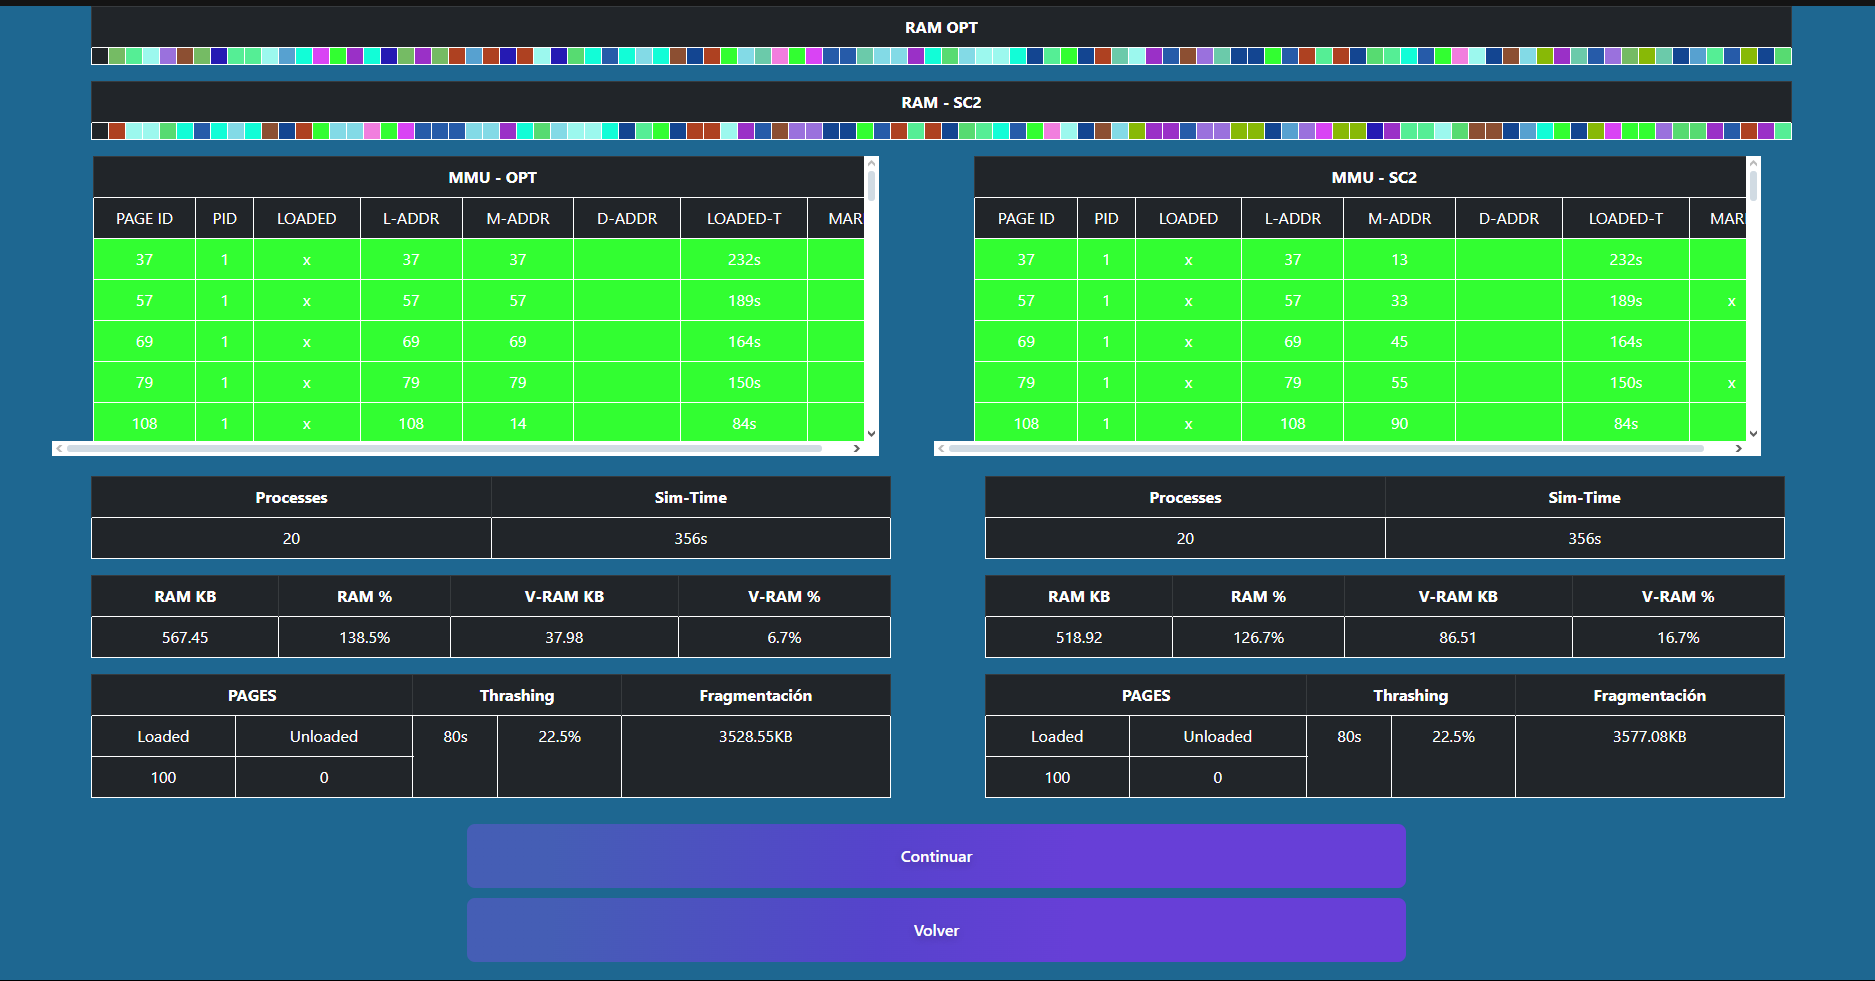 RAM OPT
RAM - SC2
MMU - OPT
PAGE ID PID LOADED L-ADDR M-ADDR D-ADDR LOADED-T MAR
37 1 x 37 37 232s
57 1 x 57 57 189s
69 1 x 69 69 164s
79 1 x 79 79 150s
108 1 x 108 14 84s
MMU - SC2
PAGE ID PID LOADED L-ADDR M-ADDR D-ADDR LOADED-T MAR
37 1 x 37 13 232s
57 1 x 57 33 189s x
69 1 x 69 45 164s
79 1 x 79 55 150s x
108 1 x 108 90 84s
Processes Sim-Time
20 356s
RAM KB RAM % V-RAM KB V-RAM %
567.45 138.5% 37.98 6.7%
PAGES Thrashing Fragmentación
Loaded Unloaded 80s 22.5% 3528.55KB
100 0
Processes Sim-Time
20 356s
RAM KB RAM % V-RAM KB V-RAM %
518.92 126.7% 86.51 16.7%
PAGES Thrashing Fragmentación
Loaded Unloaded 80s 22.5% 3577.08KB
100 0
Continuar
Volver